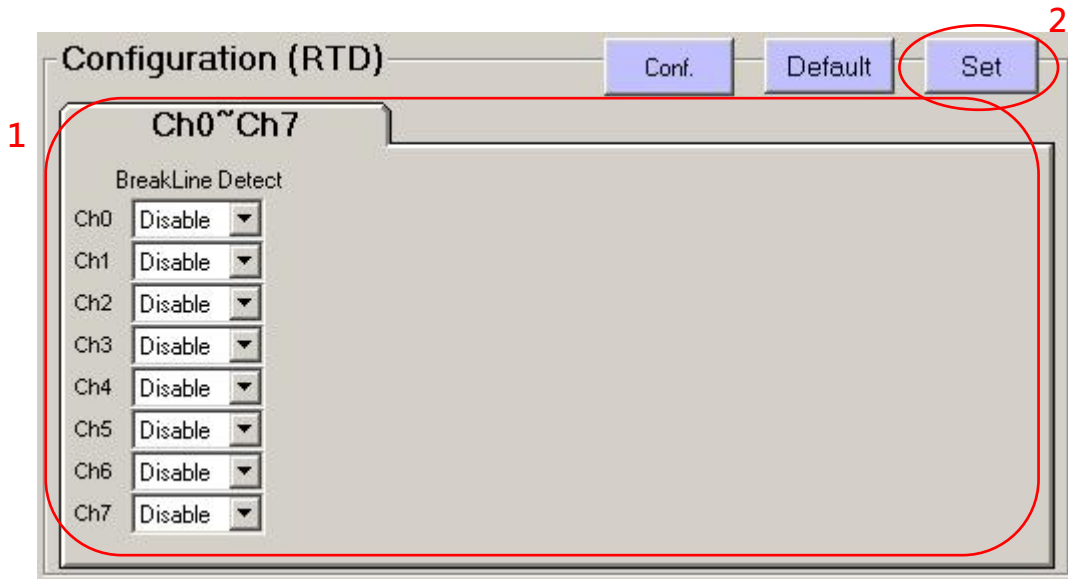 2
Configuration (RTD) Conf. Default Set
1
Ch0~Ch7
BreakLine Detect
Ch0 Disable
Ch1 Disable
Ch2 Disable
Ch3 Disable
Ch4 Disable
Ch5 Disable
Ch6 Disable
Ch7 Disable